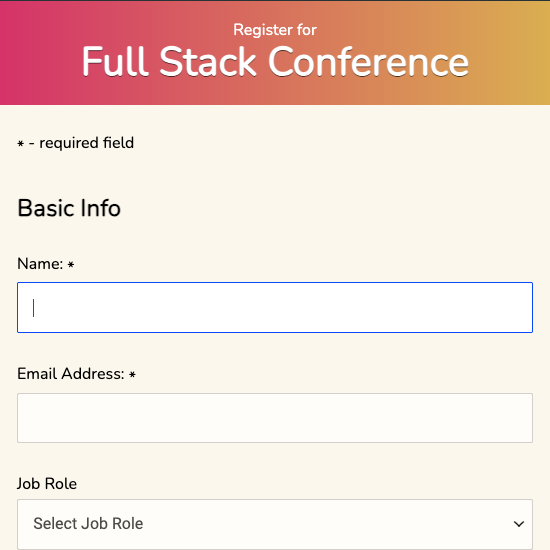 Register for
Full Stack Conference
* - required field
Basic Info
Name: *
Email Address: *
Job Role
Select Job Role